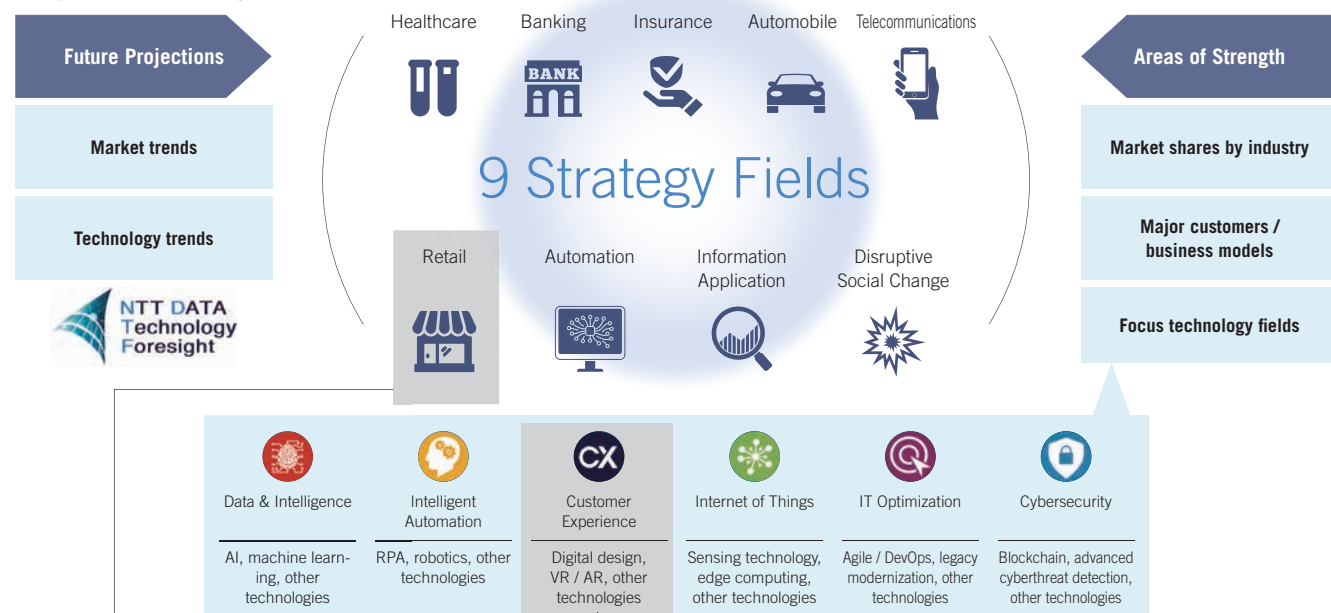 Future Projections
Market trends
Technology trends
NTT DATA
Technology
Foresight
Healthcare
Banking
Insurance
Automobile
Telecommunications
BANK
9 Strategy Fields
Retail
Automation
Information
Application
Disruptive
Social Change
Areas of Strength
Market shares by industry
Major customers /
business models
Focus technology fields
Data & Intelligence
AI, machine learn-
ing, other
technologies
Intelligent
Automation
RPA, robotics, other
technologies
CX
Customer
Experience
Digital design,
VR / AR, other
technologies
Internet of Things
Sensing technology,
edge computing,
other technologies
IT Optimization
Agile / DevOps, legacy
modernization, other
technologies
Cybersecurity
Blockchain, advanced
cyberthreat detection,
other technologies